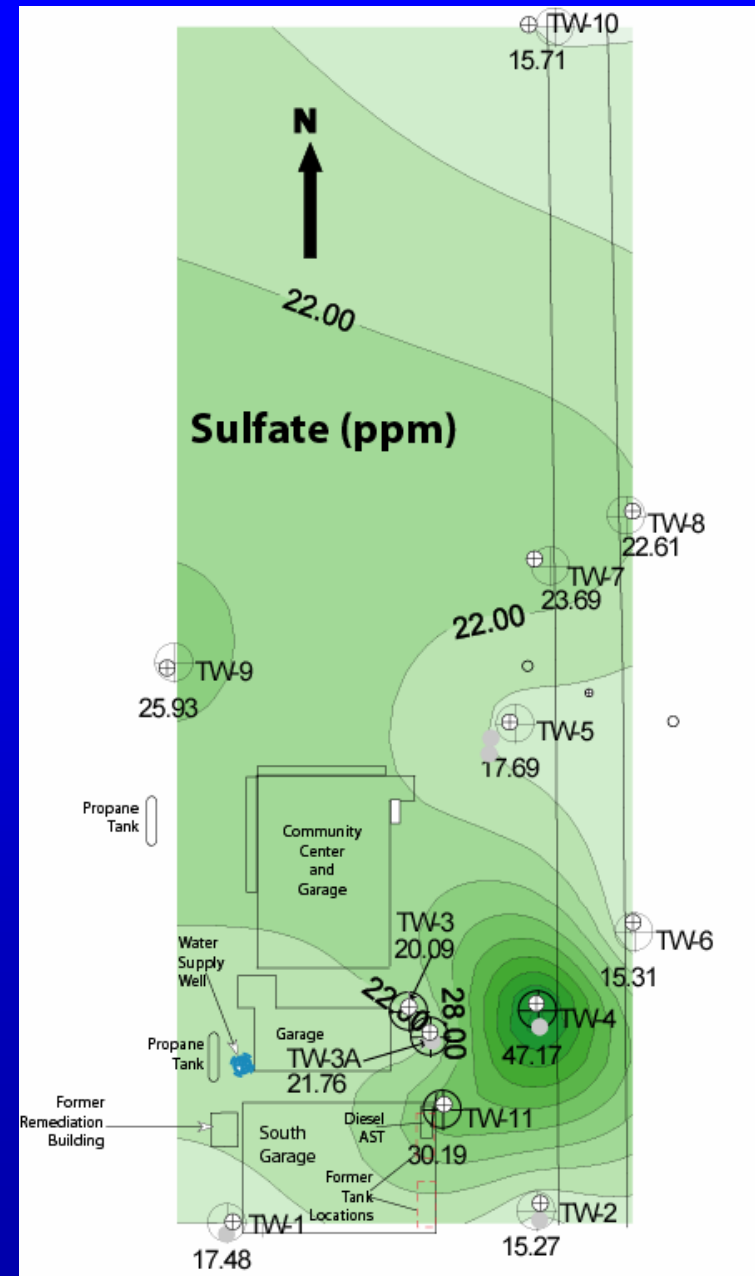 TW-10
15.71
N
22.00
Sulfate (ppm)
TW-8
22.61
TW-7
23.69
22.00
TW-9
25.93
TW-5
17.69
Propane
Tank
Community
Center
and
Garage
TW-3
20.09
TW-6
15.31
Water
Supply
Well
22.00
28.00
TW-4
47.17
Garage
Propane
Tank
TW-3A
21.76
Former
Remediation
Building
South
Garage
Diesel
AST
TW-11
30.19
Former
Tank
Locations
TW-1
17.48
TW-2
15.27